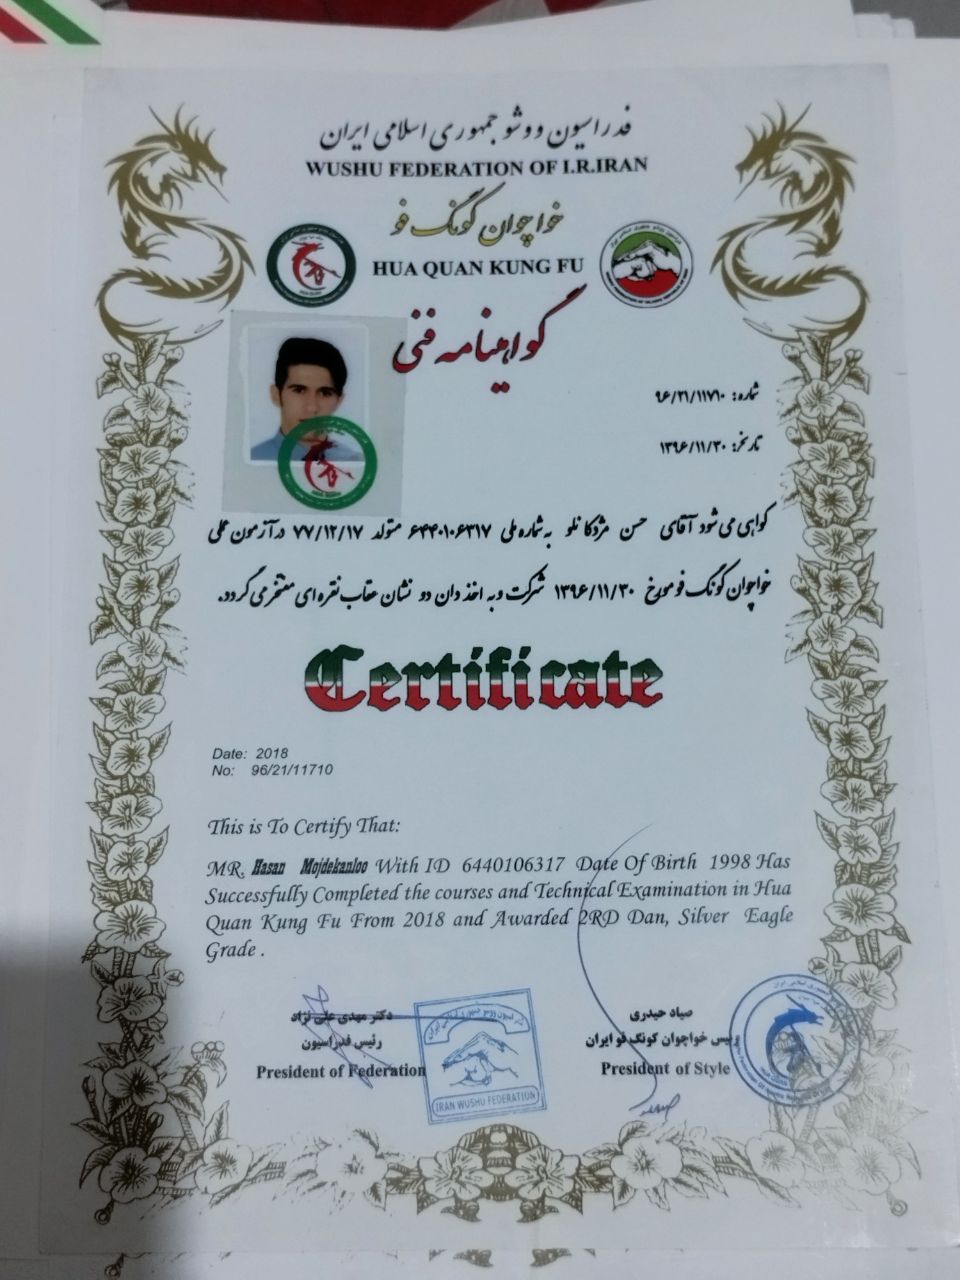 فدراسیون ووشو جمهوری اسلامی ایران
WUSHU FEDERATION OF I.R.IRAN
خواچوان کونگ فو
HUA QUAN KUNG FU
گواهینامه فنی
شماره: ۹۶/۲۱/۱۱۷۱۰
تاریخ: ۱۳۹۶/۱۱/۳۰
گواهی می شود آقای حسن مژدکانلو به شماره ملی ۶۴۴۰۱۰۶۳۱۷ متولد ۷۷/۱۲/۱۷ در آزمون عملی
خواچوان کونگ فو مورخ ۱۳۹۶/۱۱/۳۰ شرکت و به اخذ دان دو نشان عقاب نقره ای مفتخر می گردد.
Certificate
Date: 2018
No: 96/21/11710
This is To Certify That:
MR. Hasan Mojdekanloo With ID 6440106317 Date Of Birth 1998 Has
Successfully Completed the courses and Technical Examination in Hua
Quan Kung Fu From 2018 and Awarded 2RD Dan, Silver Eagle
Grade .
دکتر مهدی علی نژاد
رئیس فدراسیون
President of Federation
IRAN WUSHU FEDERATION
صیاد حیدری
رئیس خواچوان کونگ فو ایران
President of Style